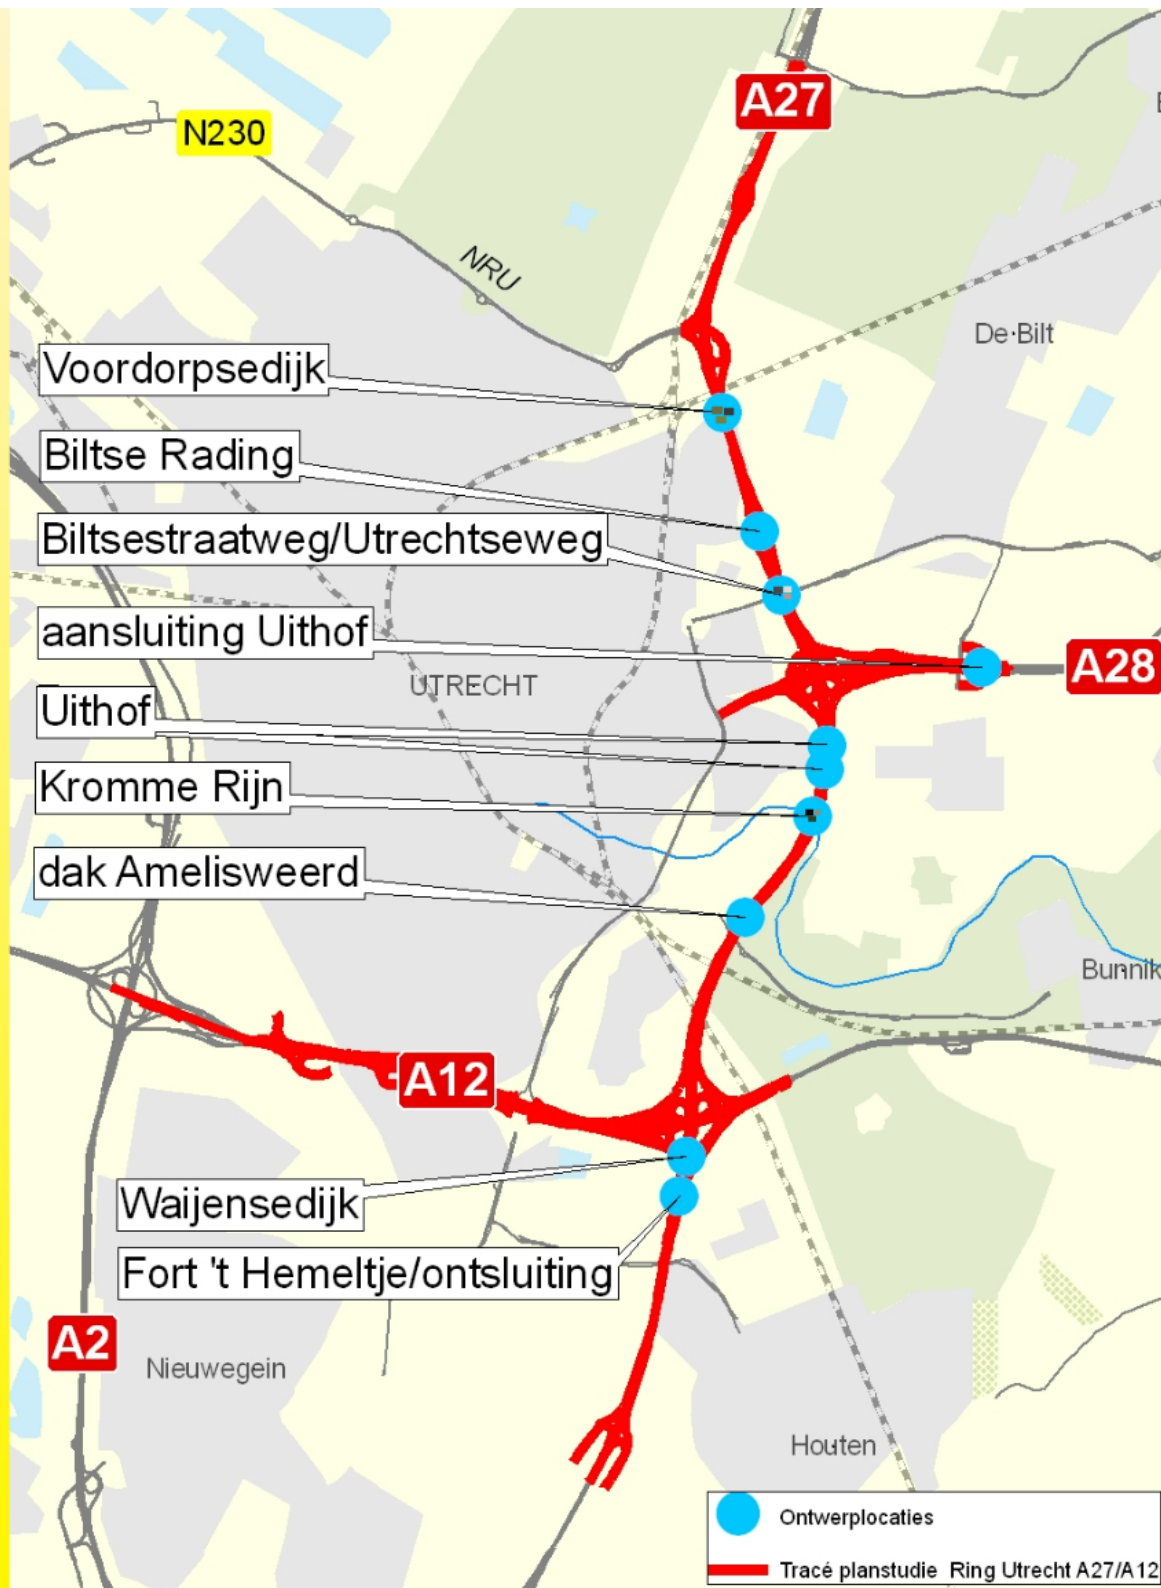 A27
N230
NRU
De Bilt
Voordorpsedijk
Biltse Rading
Biltsestraatweg/Utrechtseweg
aansluiting Uithof
A28
UTRECHT
Uithof
Kromme Rijn
dak Amelisweerd
Bunnik
A12
Waijensedijk
Fort 't Hemeltje/ontsluiting
A2
Nieuwegein
Houten
Ontwerplocaties
Tracé planstudie Ring Utrecht A27/A12